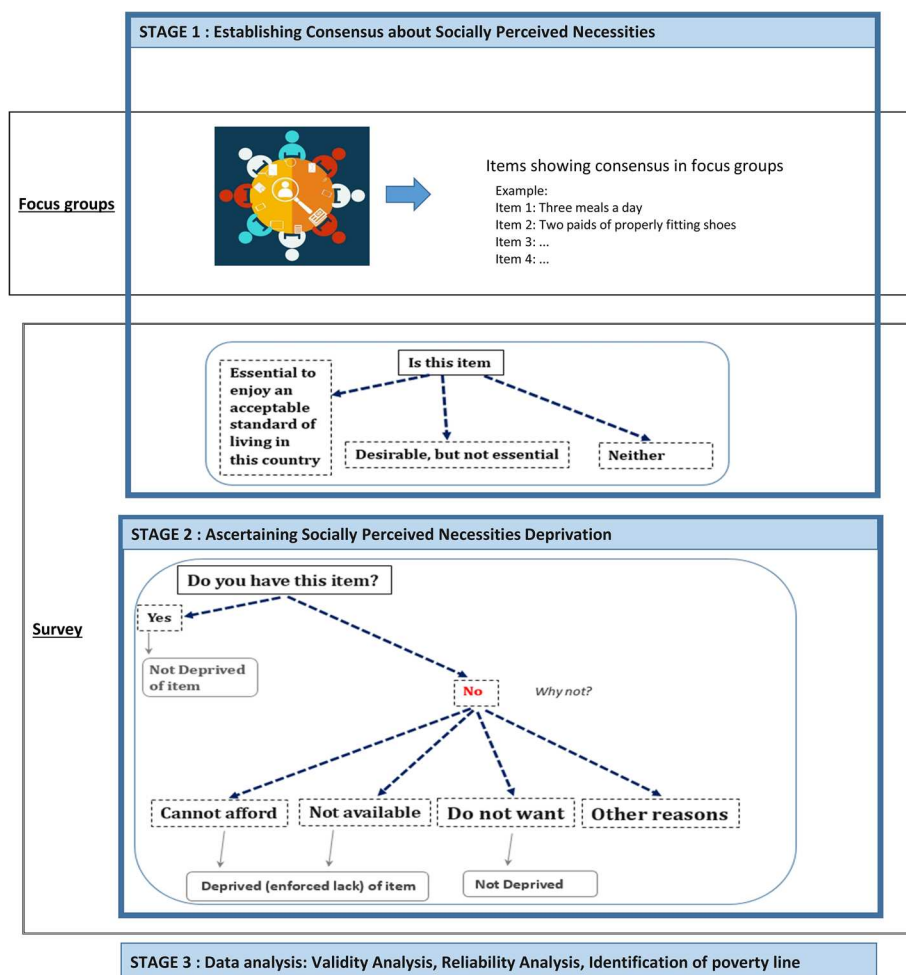 STAGE 1 : Establishing Consensus about Socially Perceived Necessities
Focus groups
Items showing consensus in focus groups
Example:
Item 1: Three meals a day
Item 2: Two paids of properly fitting shoes
Item 3: ...
Item 4: ...
Survey
Is this item
Essential to
enjoy an
acceptable
standard of
living in
this country
Desirable, but not essential
Neither
STAGE 2 : Ascertaining Socially Perceived Necessities Deprivation
Do you have this item?
Yes
Not Deprived
of item
No
Why not?
Cannot afford
Not available
Do not want
Other reasons
Deprived (enforced lack) of item
Not Deprived
STAGE 3 : Data analysis: Validity Analysis, Reliability Analysis, Identification of poverty line